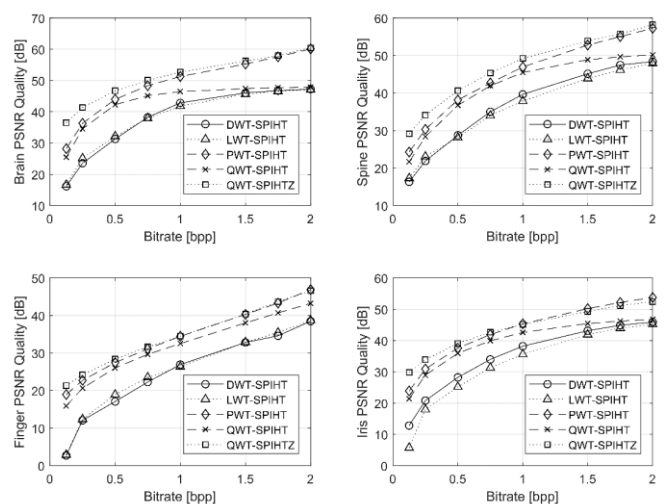 Brain PSNR Quality [dB]
70
60
50
40
30
20
10
0
0.5
1
1.5
2
Bitrate [bpp]
DWT-SPIHT
LWT-SPIHT
PWT-SPIHT
QWT-SPIHT
QWT-SPIHTZ
Spine PSNR Quality [dB]
60
50
40
30
20
10
0
0.5
1
1.5
2
Bitrate [bpp]
DWT-SPIHT
LWT-SPIHT
PWT-SPIHT
QWT-SPIHT
QWT-SPIHTZ
Finger PSNR Quality [dB]
50
40
30
20
10
0
0
0.5
1
1.5
2
Bitrate [bpp]
DWT-SPIHT
LWT-SPIHT
PWT-SPIHT
QWT-SPIHT
QWT-SPIHTZ
Iris PSNR Quality [dB]
60
50
40
30
20
10
0
0
0.5
1
1.5
2
Bitrate [bpp]
DWT-SPIHT
LWT-SPIHT
PWT-SPIHT
QWT-SPIHT
QWT-SPIHTZ